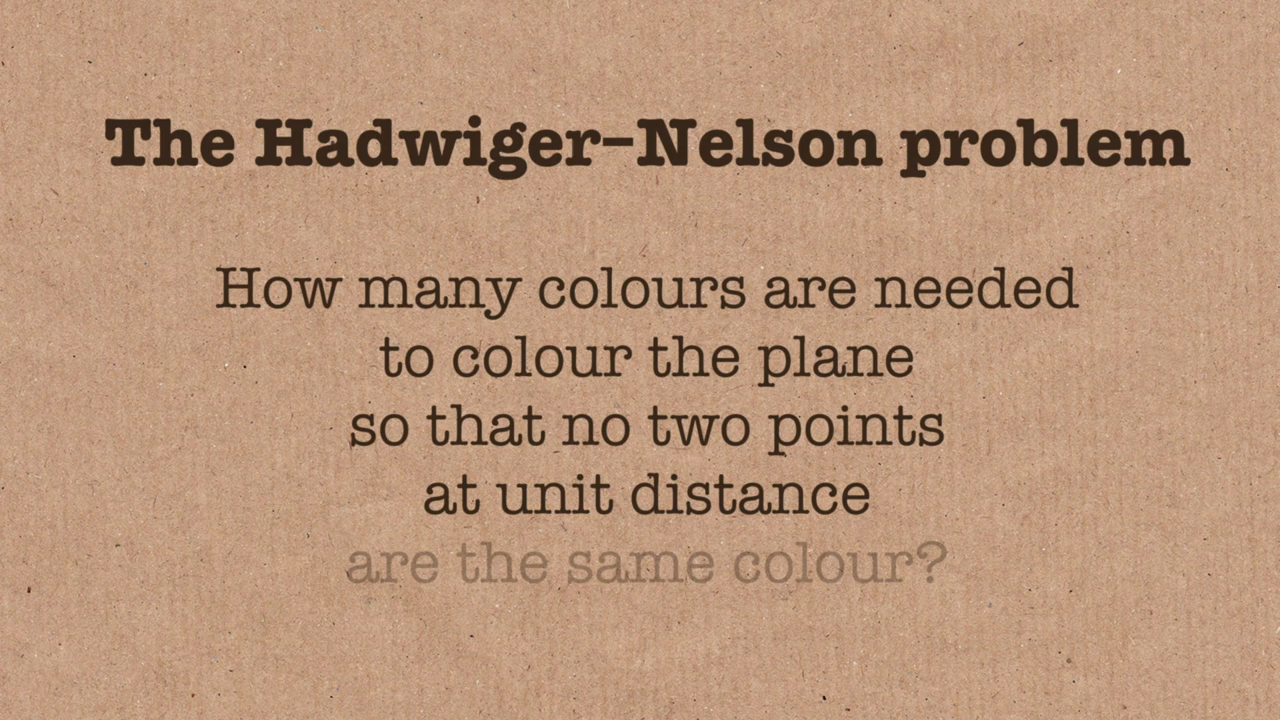 The Hadwiger–Nelson problem
How many colours are needed
to colour the plane
so that no two points
at unit distance
are the same colour?